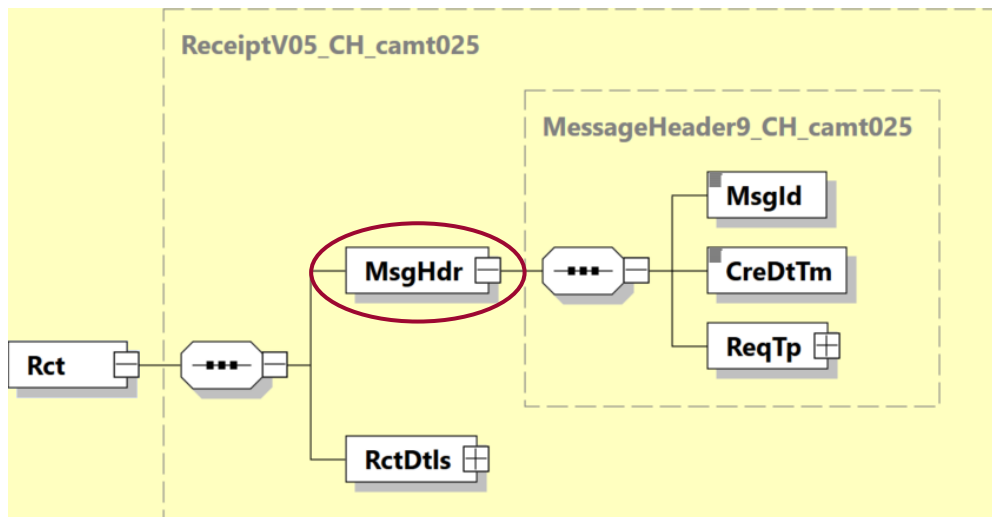 ReceiptV05_CH_camt025
MessageHeader9_CH_camt025
MsgId
MsgHdr
CreDtTm
ReqTp
Rct
RctDtls